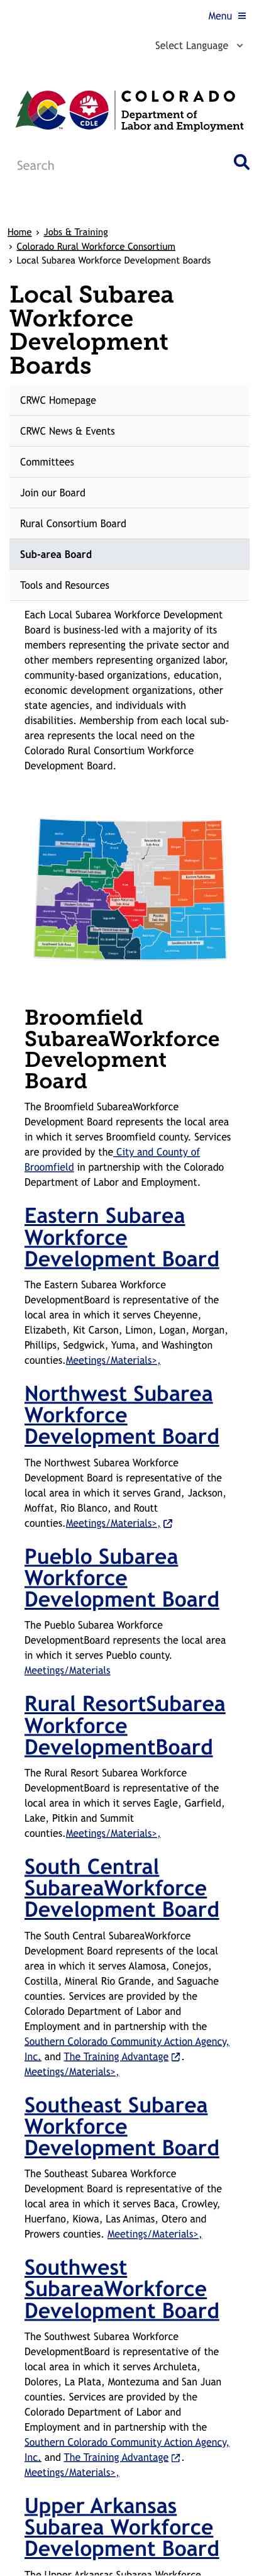 Menu
Select Language
COLORADO
Department of
Labor and Employment
CDLE
Search
Home › Jobs & Training
› Colorado Rural Workforce Consortium
› Local Subarea Workforce Development Boards
Local Subarea
Workforce
Development
Boards
CRWC Homepage
CRWC News & Events
Committees
Join our Board
Rural Consortium Board
Sub-area Board
Tools and Resources
Each Local Subarea Workforce Development
Board is business-led with a majority of its
members representing the private sector and
other members representing organized labor,
community-based organizations, education,
economic development organizations, other
state agencies, and individuals with
disabilities. Membership from each local sub-
area represents the local need on the
Colorado Rural Consortium Workforce
Development Board.
Broomfield
SubareaWorkforce
Development
Board
The Broomfield SubareaWorkforce
Development Board represents the local area
in which it serves Broomfield county. Services
are provided by the City and County of
Broomfield in partnership with the Colorado
Department of Labor and Employment.
Eastern Subarea
Workforce
Development Board
The Eastern Subarea Workforce
DevelopmentBoard is representative of the
local area in which it serves Cheyenne,
Elizabeth, Kit Carson, Limon, Logan, Morgan,
Phillips, Sedgwick, Yuma, and Washington
counties.Meetings/Materials>,
Northwest Subarea
Workforce
Development Board
The Northwest Subarea Workforce
Development Board is representative of the
local area in which it serves Grand, Jackson,
Moffat, Rio Blanco, and Routt
counties.Meetings/Materials>,
Pueblo Subarea
Workforce
Development Board
The Pueblo Subarea Workforce
DevelopmentBoard represents the local area
in which it serves Pueblo county.
Meetings/Materials
Rural ResortSubarea
Workforce
DevelopmentBoard
The Rural Resort Subarea Workforce
DevelopmentBoard is representative of the
local area in which it serves Eagle, Garfield,
Lake, Pitkin and Summit
counties.Meetings/Materials>,
South Central
SubareaWorkforce
Development Board
The South Central SubareaWorkforce
Development Board represents of the local
area in which it serves Alamosa, Conejos,
Costilla, Mineral Rio Grande, and Saguache
counties. Services are provided by the
Colorado Department of Labor and
Employment and in partnership with the
Southern Colorado Community Action Agency,
Inc. and The Training Advantage .
Meetings/Materials>,
Southeast Subarea
Workforce
Development Board
The Southeast Subarea Workforce
Development Board is representative of the
local area in which it serves Baca, Crowley,
Huerfano, Kiowa, Las Animas, Otero and
Prowers counties. Meetings/Materials>,
Southwest
SubareaWorkforce
Development Board
The Southwest Subarea Workforce
DevelopmentBoard is representative of the
local area in which it serves Archuleta,
Dolores, La Plata, Montezuma and San Juan
counties. Services are provided by the
Colorado Department of Labor and
Employment and in partnership with the
Southern Colorado Community Action Agency,
Inc. and The Training Advantage .
Meetings/Materials>,
Upper Arkansas
Subarea Workforce
Development Board
The Upper Arkansas Subarea Workforce